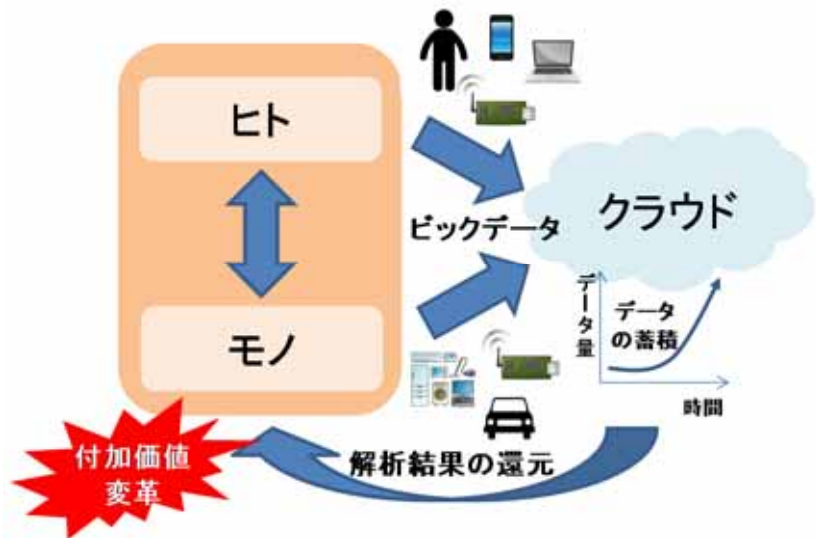 ヒト
モノ
ビックデータ
クラウド
データ量
データ
の蓄積
時間
解析結果の還元
付加価値
変革